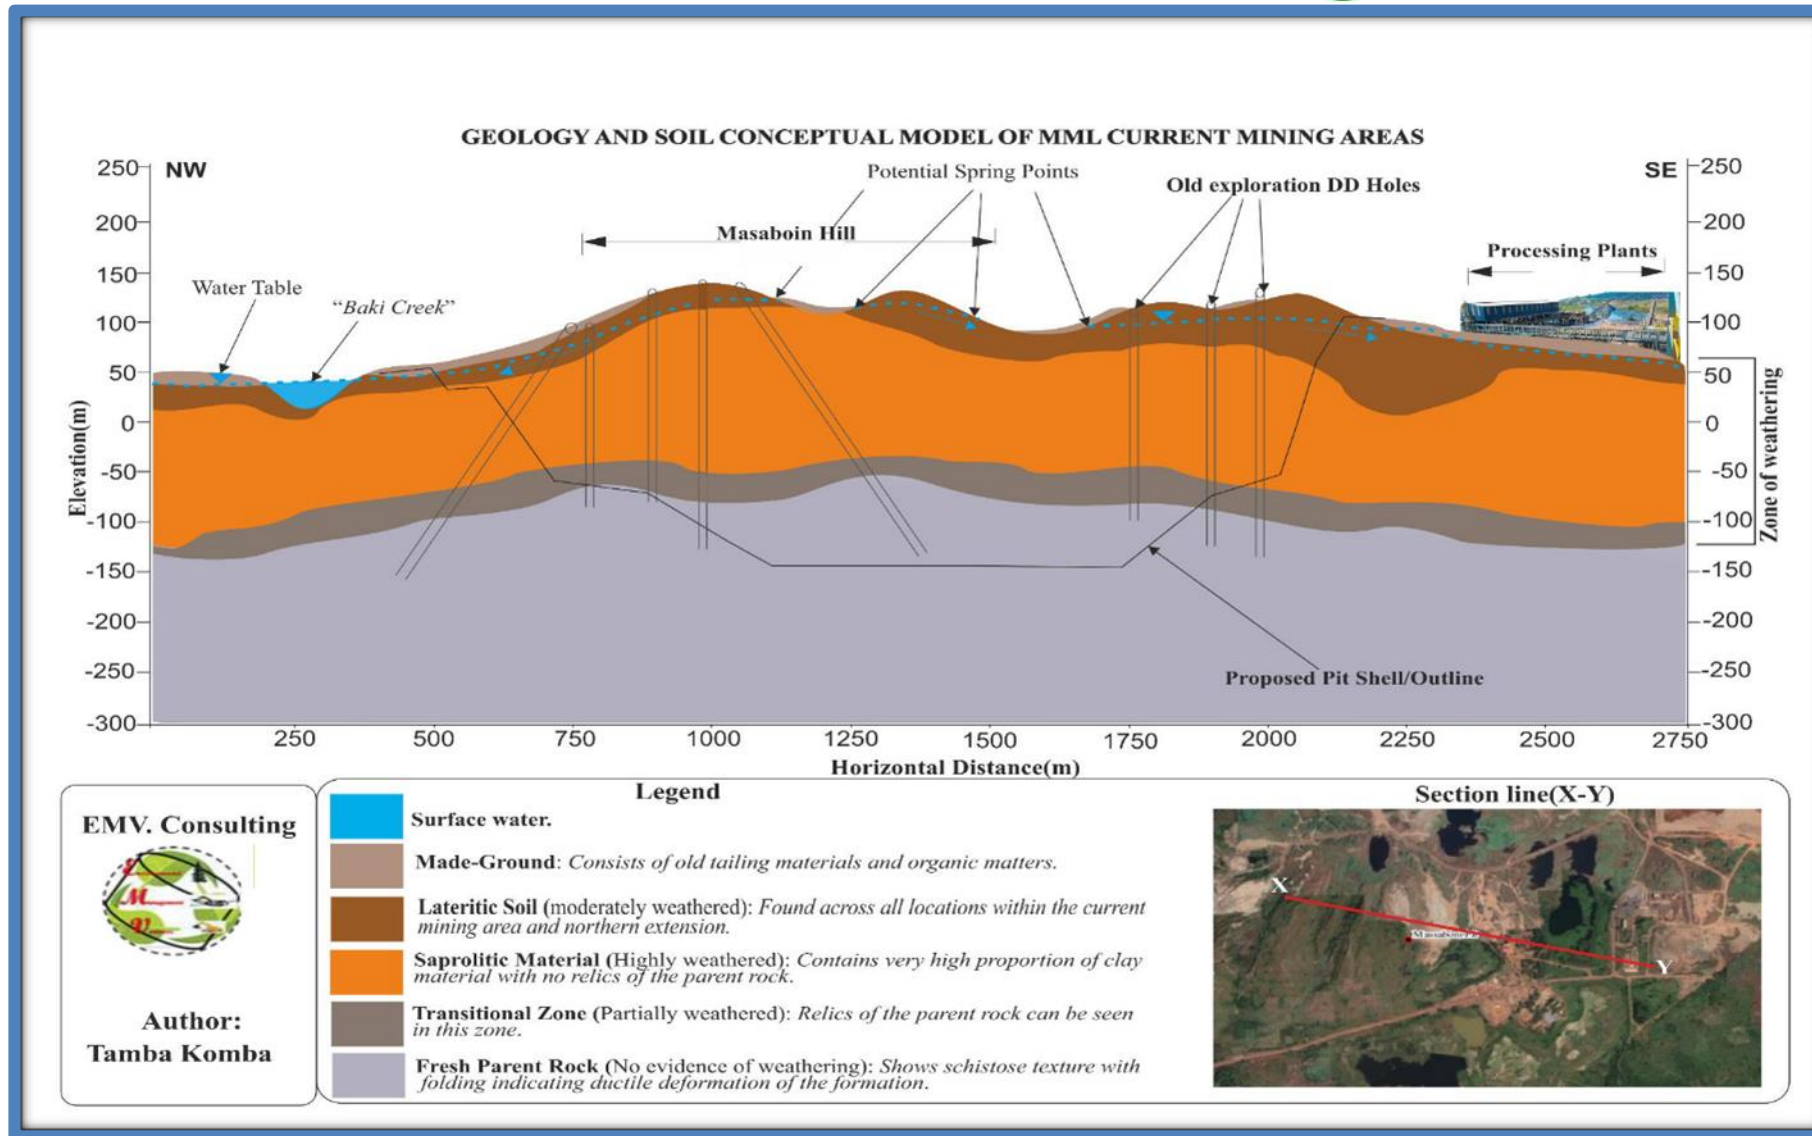 GEOLOGY AND SOIL CONCEPTUAL MODEL OF MML CURRENT MINING AREAS
NW
SE
Potential Spring Points
Old exploration DD Holes
Masaboin Hill
Processing Plants
Water Table
“Baki Creek”
Elevation(m)
250
200
150
100
50
0
-50
-100
-150
-200
-250
-300
250
200
150
100
50
0
-50
-100
-150
-200
-250
-300
Zone of weathering
Proposed Pit Shell/Outline
250 500 750 1000 1250 1500 1750 2000 2250 2500 2750
Horizontal Distance(m)
EMV. Consulting
E
M
V
Author:
Tamba Komba
Legend
Surface water.
Made-Ground: Consists of old tailing materials and organic matters.
Lateritic Soil (moderately weathered): Found across all locations within the current
mining area and northern extension.
Saprolitic Material (Highly weathered): Contains very high proportion of clay
material with no relics of the parent rock.
Transitional Zone (Partially weathered): Relics of the parent rock can be seen
in this zone.
Fresh Parent Rock (No evidence of weathering): Shows schistose texture with
folding indicating ductile deformation of the formation.
Section line(X-Y)
X
Y